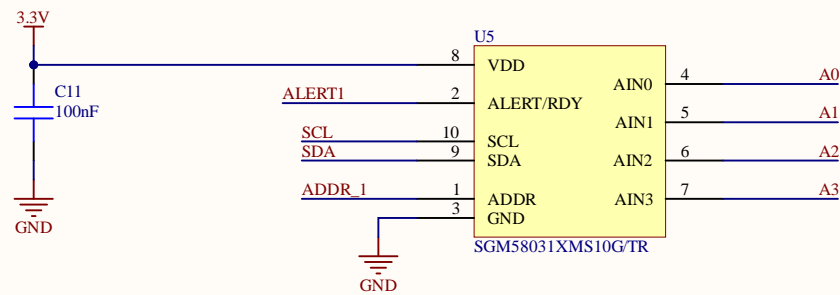 3.3V
C11
100nF
GND
U5
8
VDD
ALERT1
2
ALERT/RDY
SCL
10
SCL
SDA
9
SDA
ADDR_1
1
ADDR
3
GND
GND
AIN0
4
A0
AIN1
5
A1
AIN2
6
A2
AIN3
7
A3
SGM58031XMS10G/TR